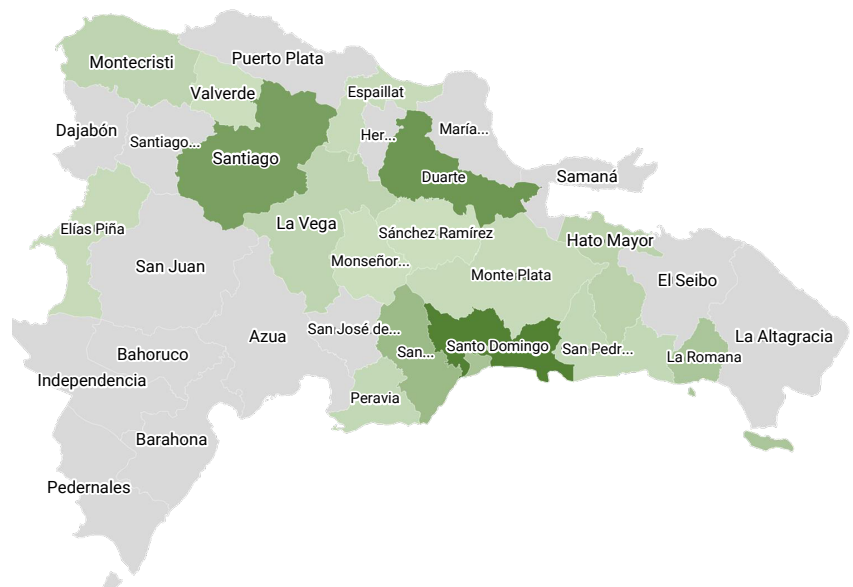 Puerto Plata
Montecristi
Valverde
Espaillat
Dajabón
Santiago...
Her...
María...
Santiago
Duarte
Samaná
Elías Piña
La Vega
Sánchez Ramírez
Hato Mayor
San Juan
Monseñor...
Monte Plata
El Seibo
Azua
San José de...
La Altagracia
Bahoruco
San...
Santo Domingo
San Pedr...
La Romana
Independencia
Peravia
Barahona
Pedernales